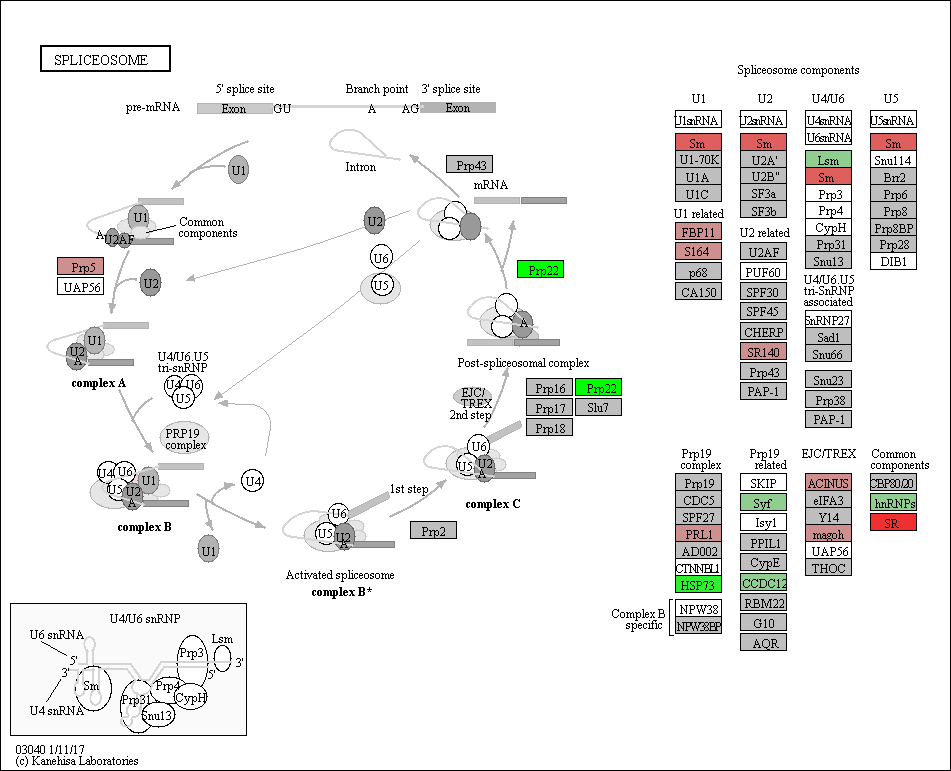 SPLICEOSOME
5' splice site
Branch point
3' splice site
pre-mRNA
Exon
GU
A
AG
Exon
U1
Intron
Prp43
mRNA
U1
A
U2AF
Common
components
U2
U6
U5
Prp5
UAP56
U2
Prp22
A
U1
U2
A
complex A
U4/U6.U5
tri-snRNP
U4
U6
U5
Post-spliceosomal complex
EJC/
TREX
2nd step
Prp16
Prp22
Prp17
Slu7
Prp18
PRP19
complex
U4
U6
U5
U1
U2
A
complex B
U4
U1
U6
U5
U2
A
1st step
Prp2
U6
U5
U2
A
complex C
Activated spliceosome
complex B*
U4/U6 snRNP
U6 snRNA
5'
3'
U4 snRNA
Sm
Prp31
Prp4
Snu13
CypH
Prp3
5'
Lsm
3'
03040 1/11/17
(c) Kanehisa Laboratories
Spliceosome components
U1
U1snRNA
Sm
U1-70K
U1A
U1C
U1 related
FBP11
S164
p68
CA150
U2
U2snRNA
Sm
U2A'
U2B"
SF3a
SF3b
U2 related
U2AF
PUF60
SPF30
SPF45
CHERP
SR140
Prp43
PAP-1
U4/U6
U4snRNA
U6snRNA
Lsm
Sm
Prp3
Prp4
CypH
Prp31
Snu13
U4/U6.U5
tri-SnRNP
associated
SnRNP27
Sad1
Snu66
Snu23
Prp38
PAP-1
U5
U5snRNA
Sm
Snu114
Brr2
Prp6
Prp8
Prp8BP
Prp28
DIB1
Prp19
complex
Prp19
CDC5
SPF27
PRL1
AD002
CTNNBL1
HSP73
Complex B
specific
NPW38
NPW38BP
Prp19
related
SKIP
Syf
Isy1
PPIL1
CypE
CCDC12
RBM22
G10
AQR
EJC/TREX
ACINUS
eIFA3
Y14
magoh
UAP56
THOC
Common
components
CBP80/20
hnRNPs
SR